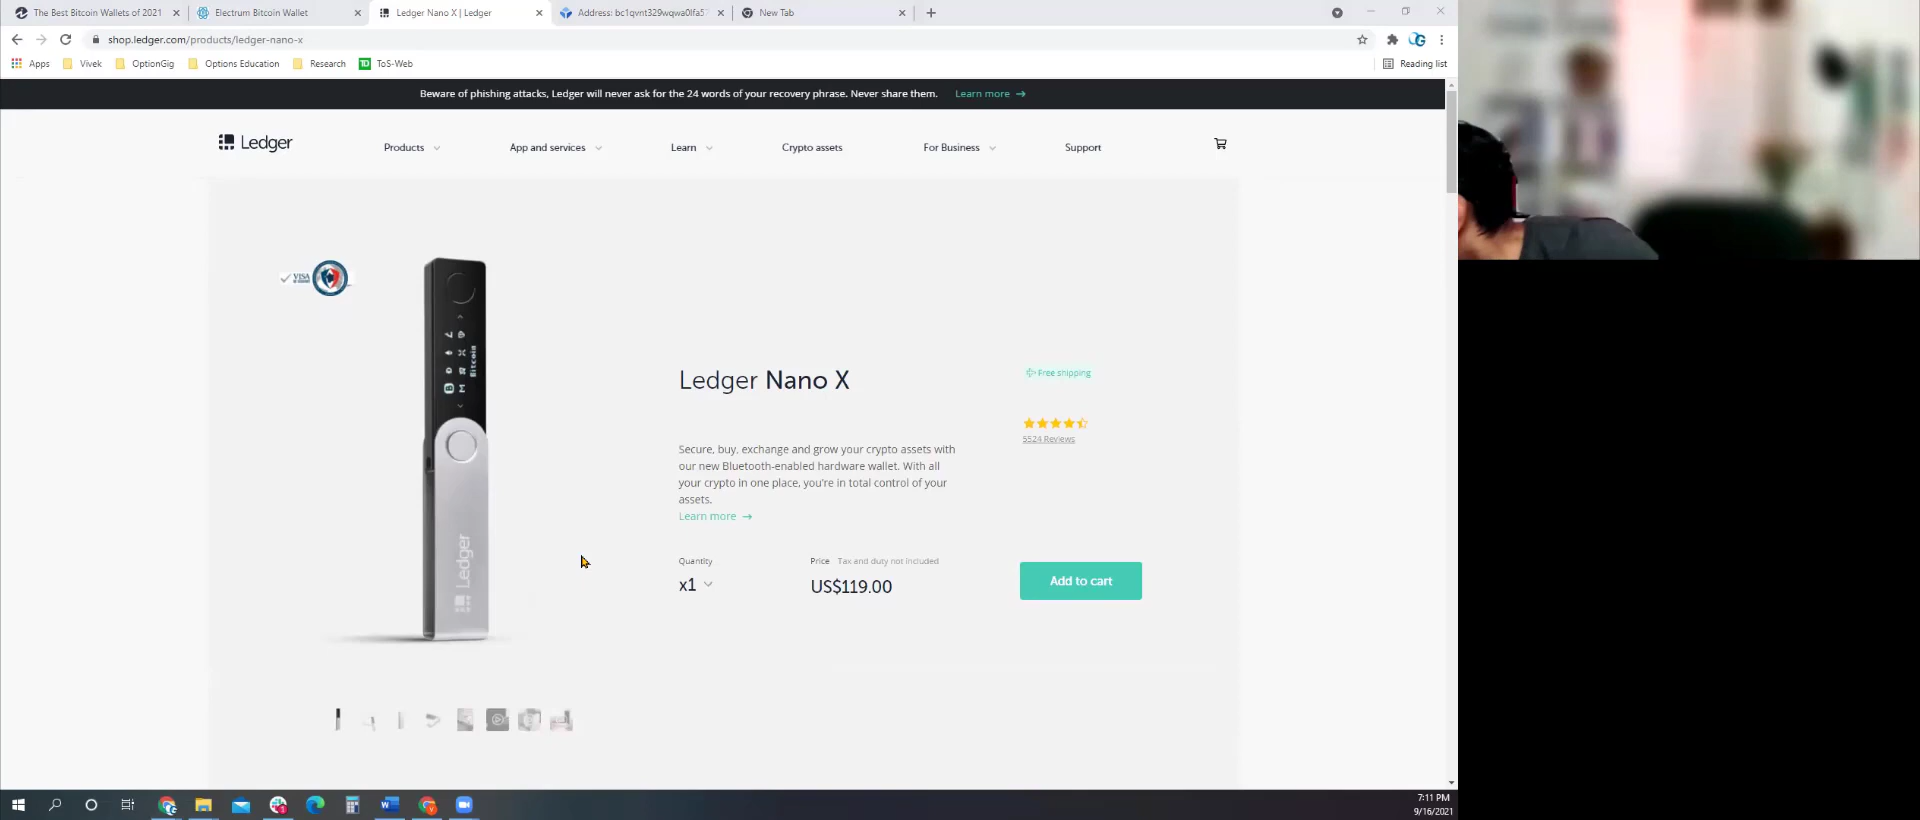 The Best Bitcoin Wallets of 2021
Electrum Bitcoin Wallet
Ledger Nano X | Ledger
Address: bc1qvnt329wqwa0lfa57
New Tab
shop.ledger.com/products/ledger-nano-x
Apps
Vivek
OptionGig
Options Education
Research
ToS-Web
Reading list
Beware of phishing attacks, Ledger will never ask for the 24 words of your recovery phrase. Never share them. Learn more →
Ledger
Products
App and services
Learn
Crypto assets
For Business
Support
VISA
Bitcoin
Ledger
Ledger Nano X
Free shipping
5524 Reviews
Secure, buy, exchange and grow your crypto assets with
our new Bluetooth-enabled hardware wallet. With all
your crypto in one place, you're in total control of your
assets.
Learn more →
Quantity
x1
Price Tax and duty not included
US$119.00
Add to cart
7:11 PM
9/16/2021